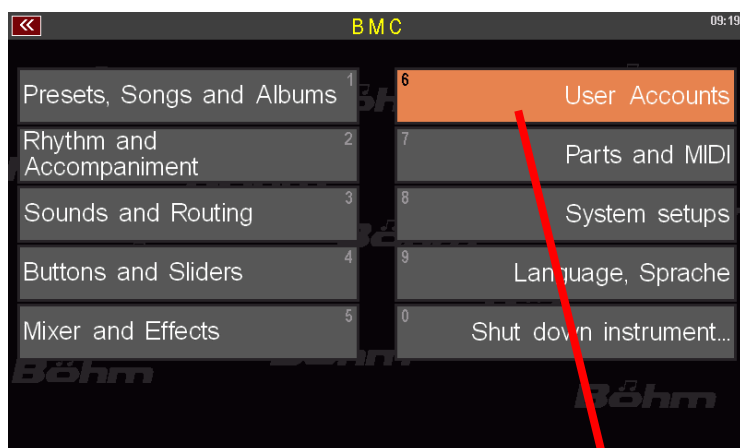 BMC
09:19
Presets, Songs and Albums 1
6 User Accounts
Rhythm and 2
Accompaniment
7 Parts and MIDI
Sounds and Routing 3
8 System setups
Buttons and Sliders 4
9 Language, Sprache
Mixer and Effects 5
0 Shut down instrument...
Böhm
Böhm